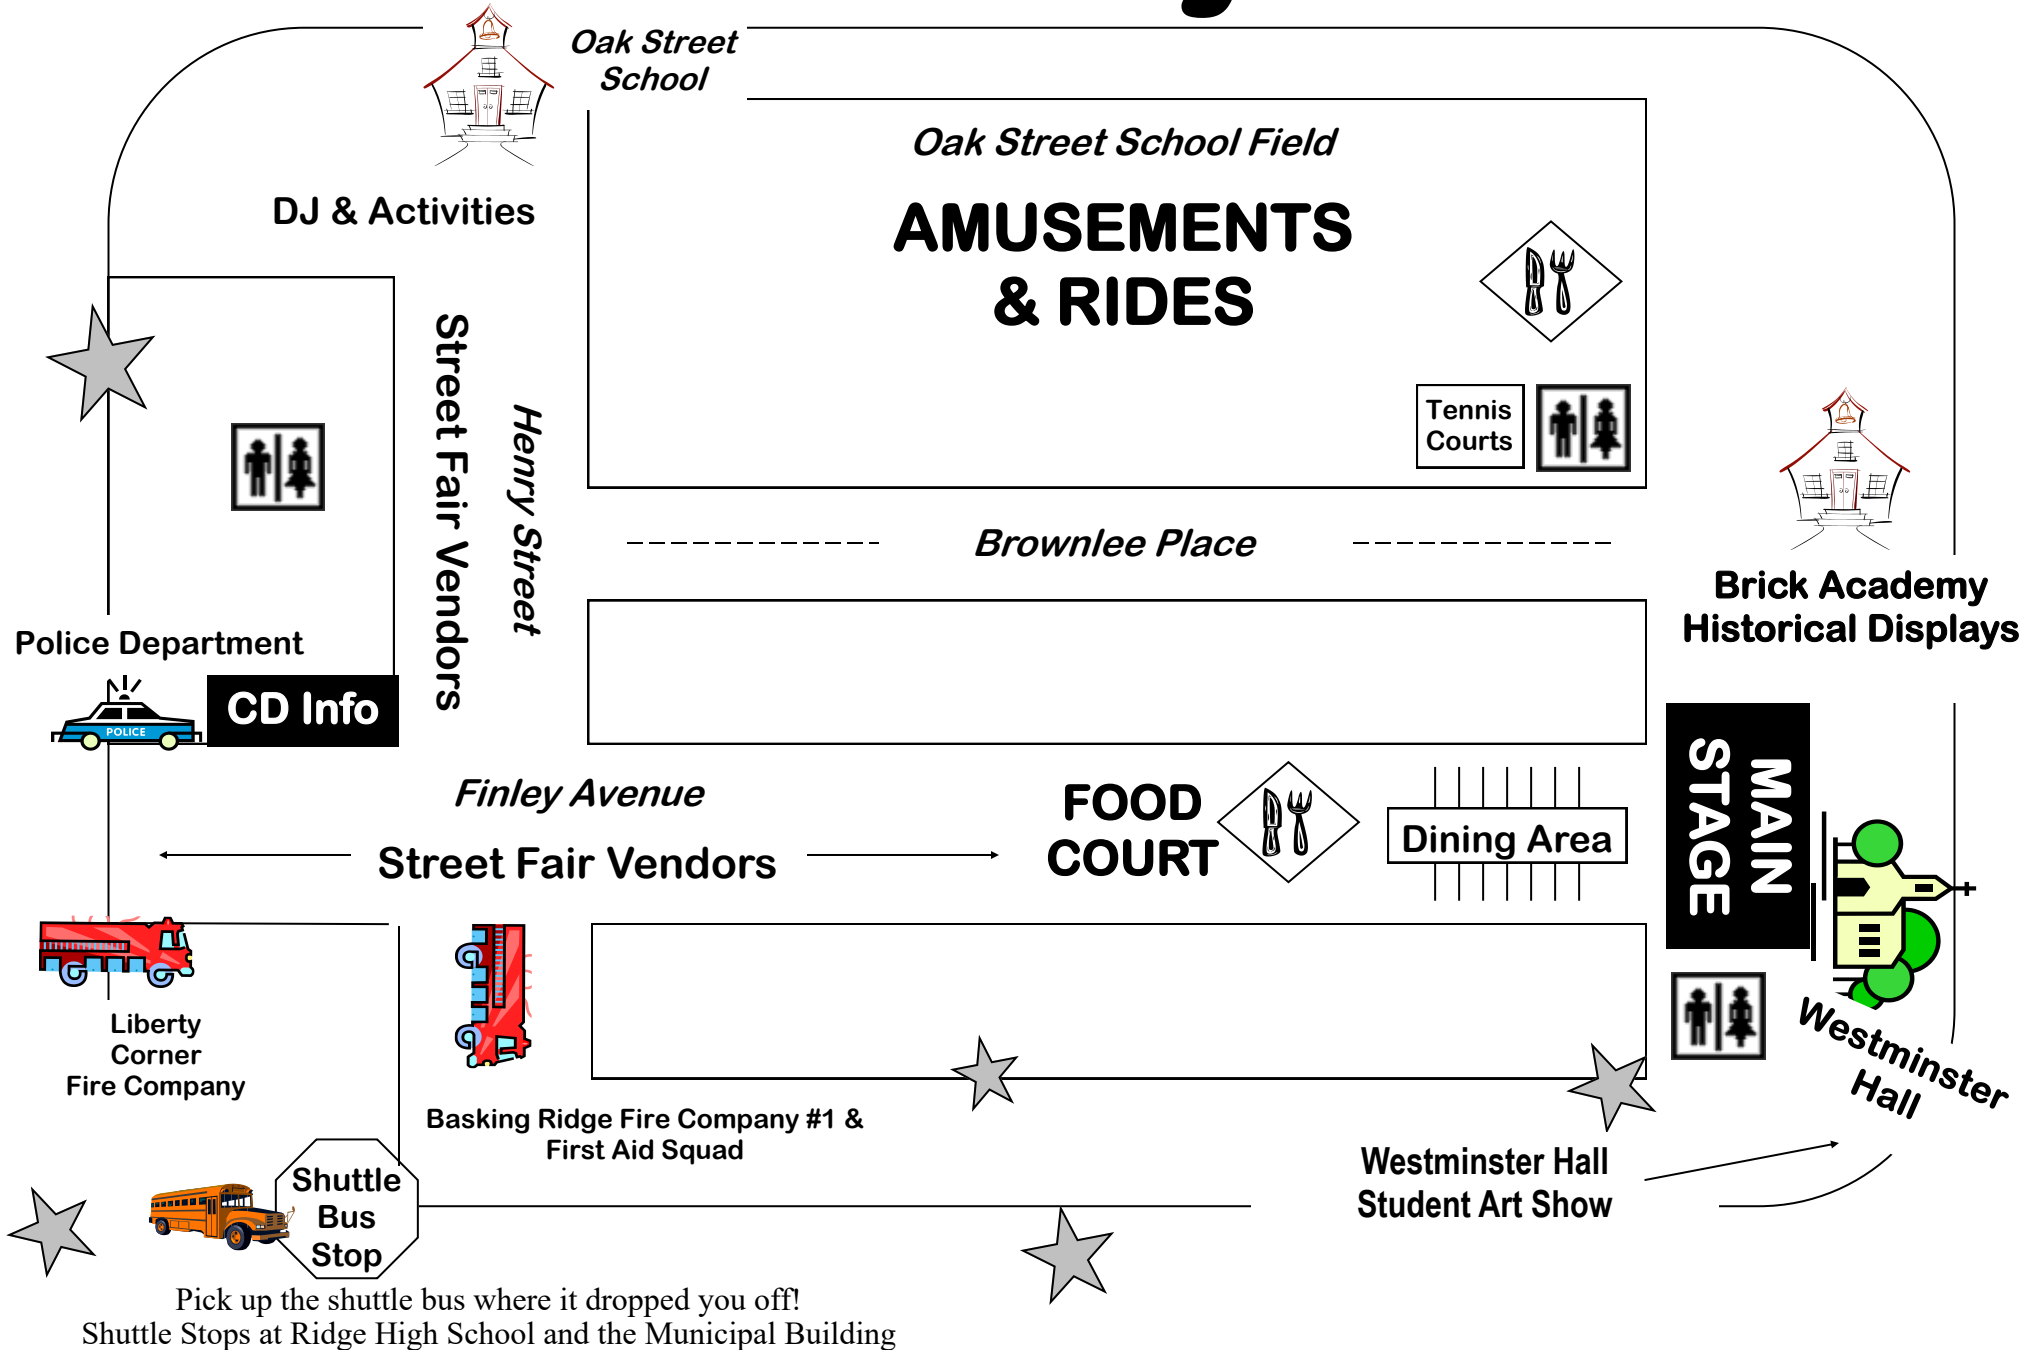 Oak Street
School
Oak Street School Field
DJ & Activities
AMUSEMENTS
& RIDES
Street Fair Vendors
Henry Street
Tennis
Courts
Brownlee Place
Brick Academy
Historical Displays
Police Department
POLICE
CD Info
MAIN
STAGE
Finley Avenue
FOOD
COURT
Dining Area
Street Fair Vendors
Liberty
Corner
Fire Company
Westminster
Hall
Basking Ridge Fire Company #1 &
First Aid Squad
Westminster Hall
Student Art Show
Shuttle
Bus
Stop
Pick up the shuttle bus where it dropped you off!
Shuttle Stops at Ridge High School and the Municipal Building